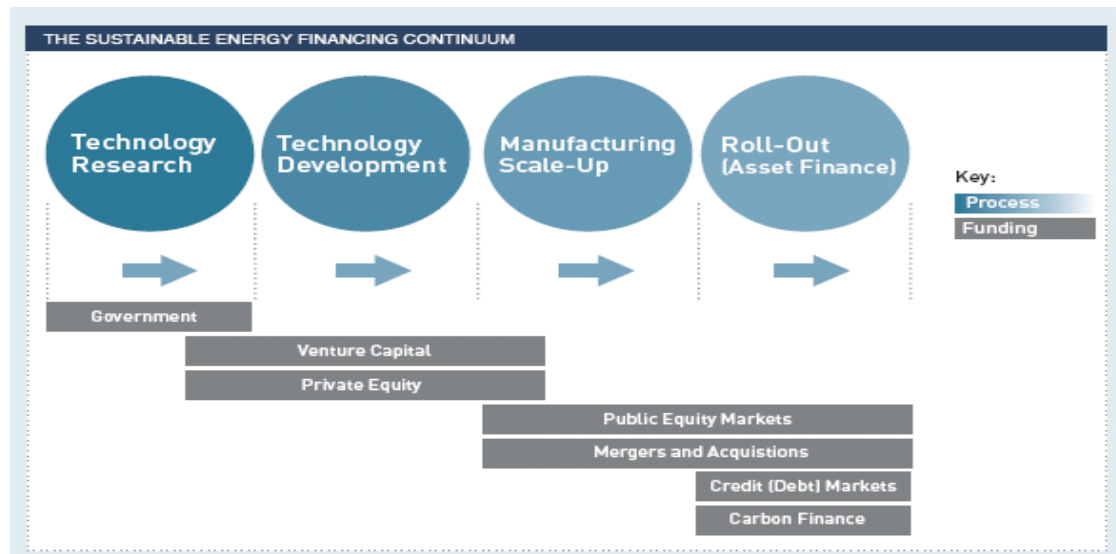 THE SUSTAINABLE ENERGY FINANCING CONTINUUM
Technology
Research
Technology
Development
Manufacturing
Scale-Up
Roll-Out
(Asset Finance)
Key:
Process
Funding
Government
Venture Capital
Private Equity
Public Equity Markets
Mergers and Acquistions
Credit (Debt) Markets
Carbon Finance